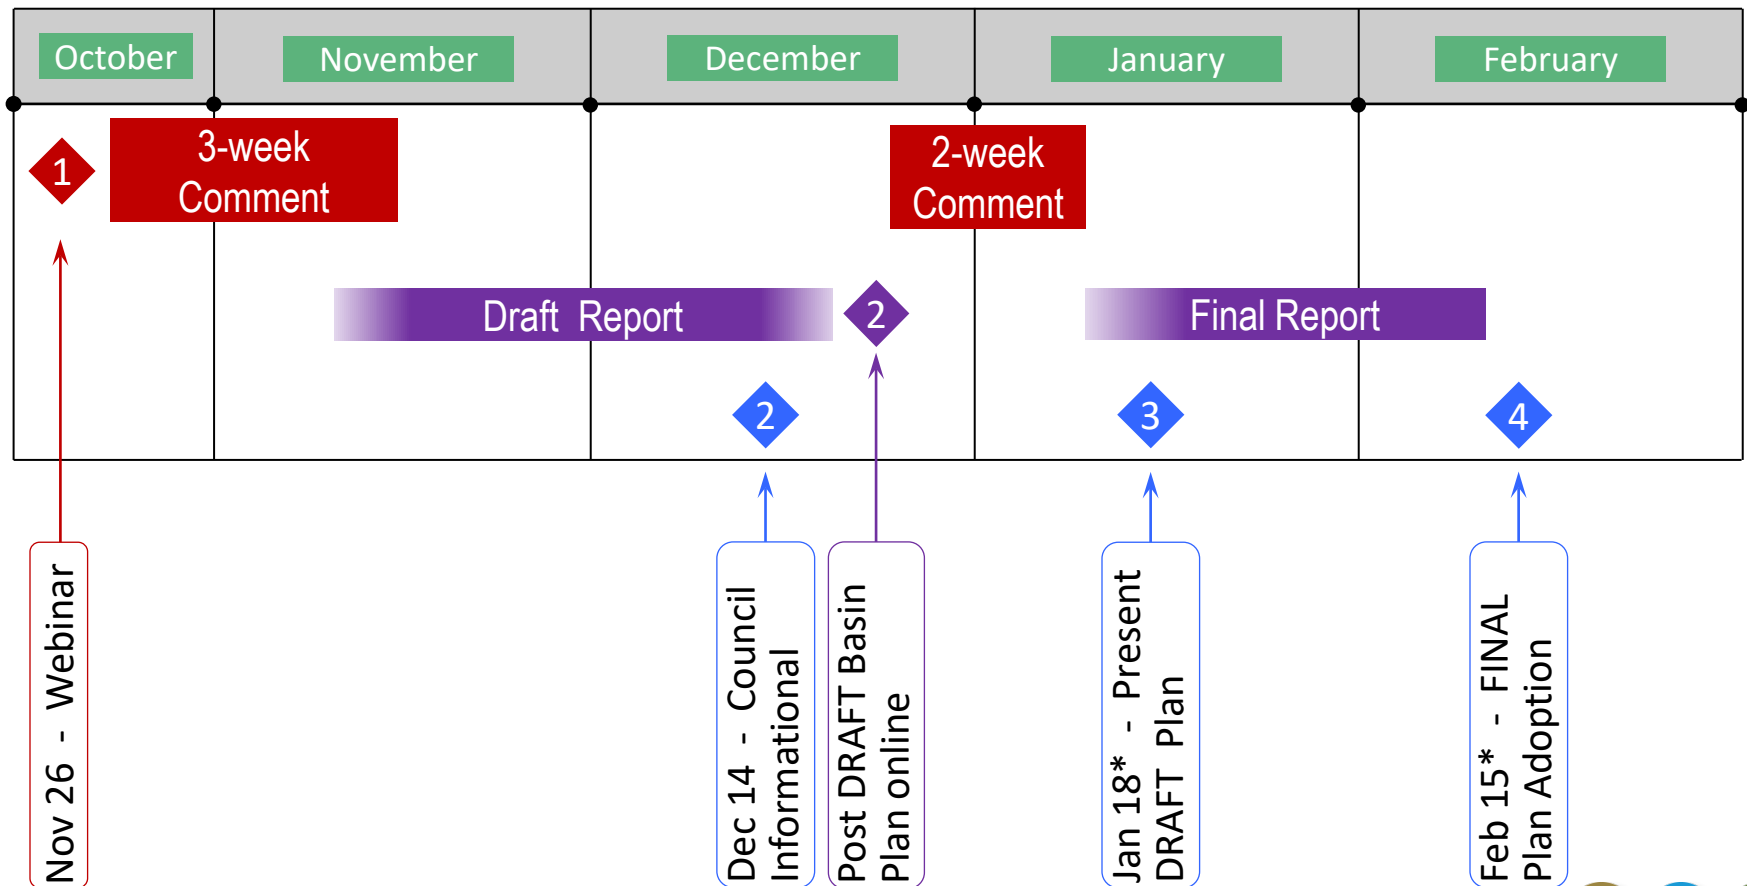 October
November
December
January
February
1
3-week
Comment
2-week
Comment
Draft Report
2
Final Report
2
3
4
Nov 26 - Webinar
Dec 14 - Council
Informational
Post DRAFT Basin
Plan online
Jan 18* - Present
DRAFT Plan
Feb 15* - FINAL
Plan Adoption